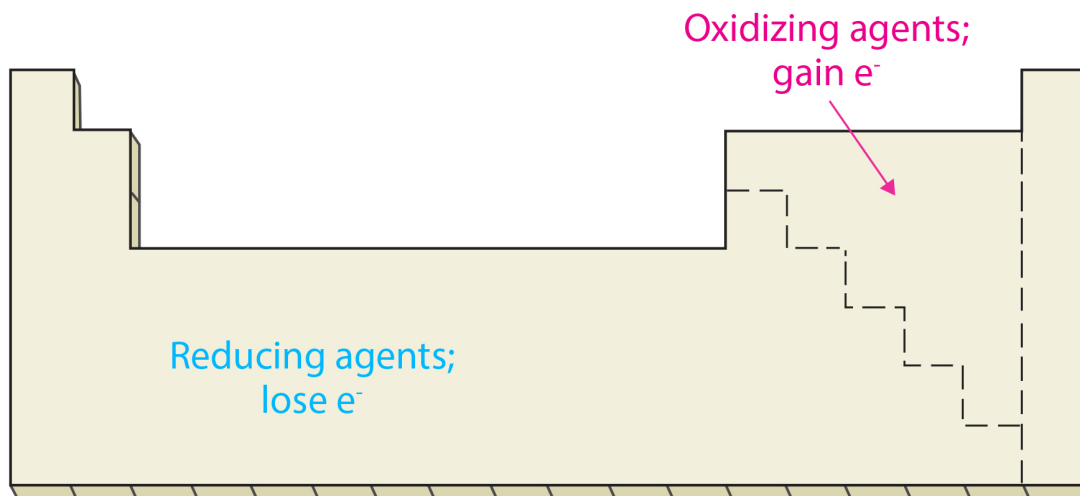 Oxidizing agents;
gain e⁻
Reducing agents;
lose e⁻